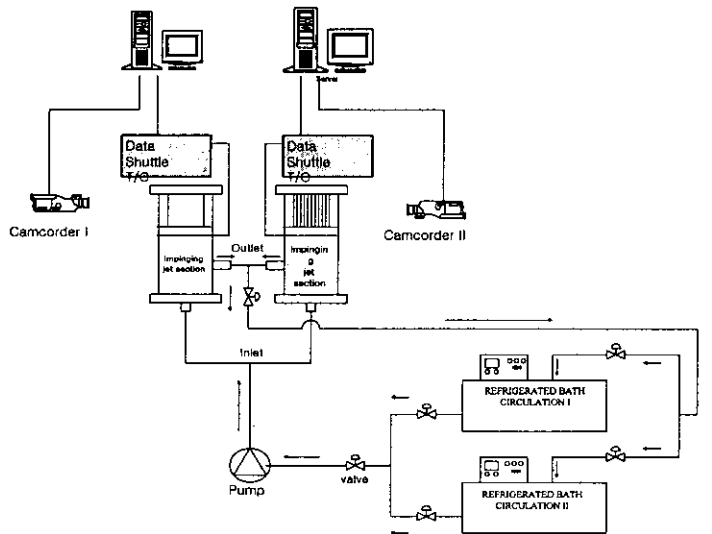 Server
Data
Shuttle
T/C
Data
Shuttle
T/C
Camcorder I
Camcorder II
Outlet
Impinging
jet section
Impingin
g
jet
section
Inlet
REFRIGERATED BATH
CIRCULATION I
Pump
valve
REFRIGERATED BATH
CIRCULATION II